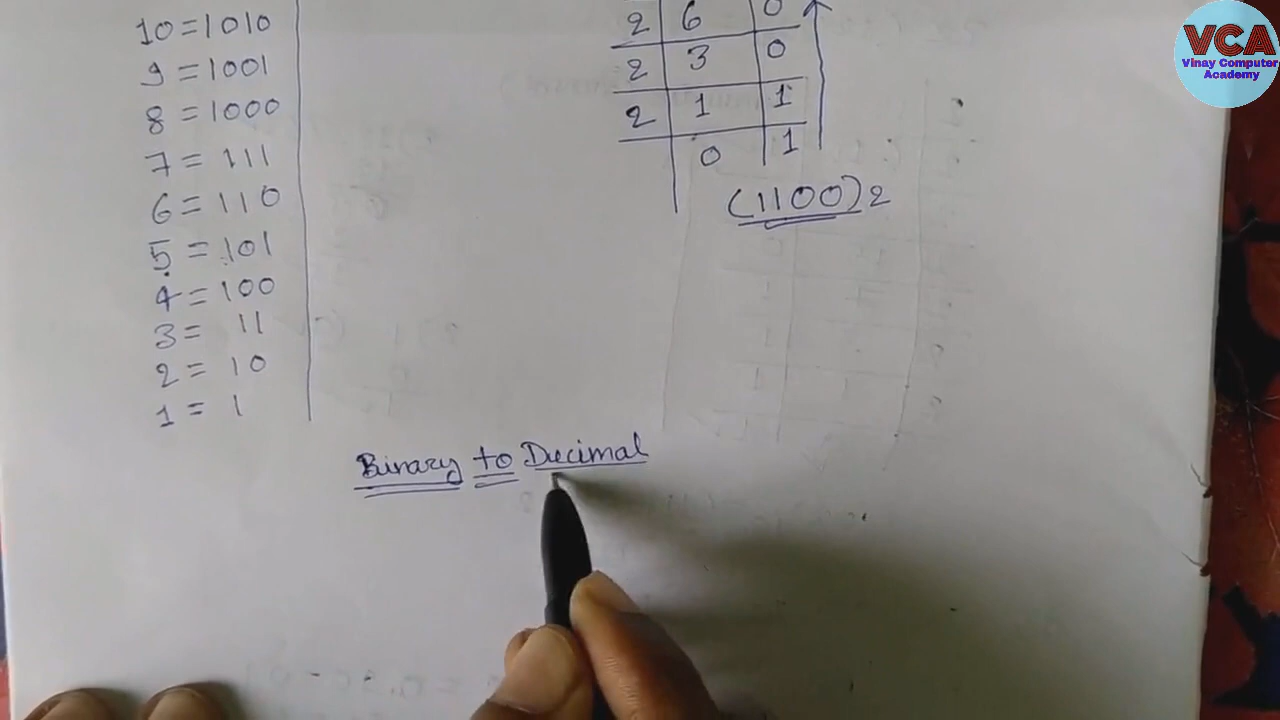 10 = 1010
9 = 1001
8 = 1000
7 = 111
6 = 110
5 = 101
4 = 100
3 = 11
2 = 10
1 = 1
2 6 0
2 3 0
2 1 1
0 1
(1100)2
Binary to Decimal
VCA
Vinay Computer
Academy